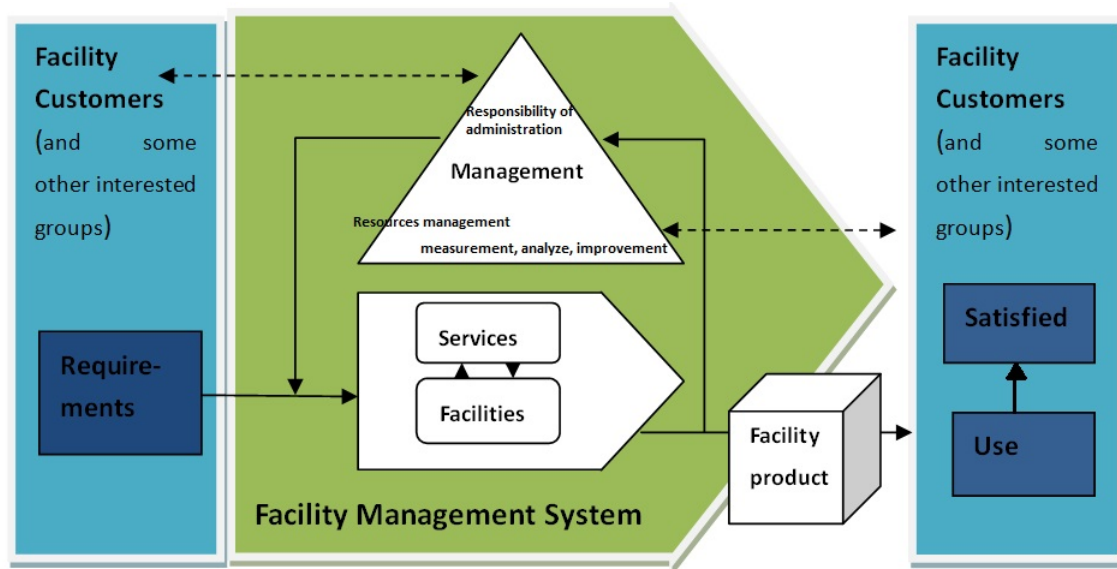 Facility
Customers
(and some
other interested
groups)
Require-
ments
Responsibility of
administration
Management
Resources management
measurement, analyze, improvement
Services
Facilities
Facility Management System
Facility
product
Facility
Customers
(and some
other interested
groups)
Satisfied
Use